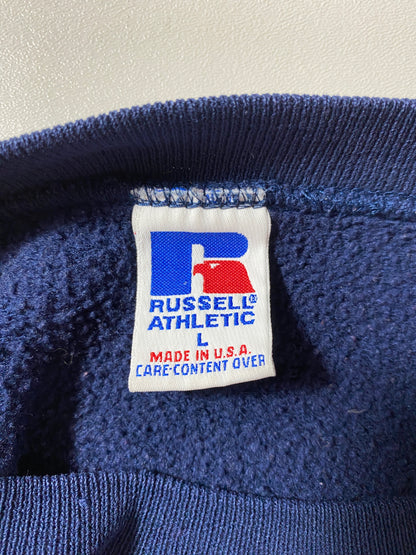 R
RUSSELL®
ATHLETIC
L
MADE IN U.S.A.
CARE-CONTENT OVER